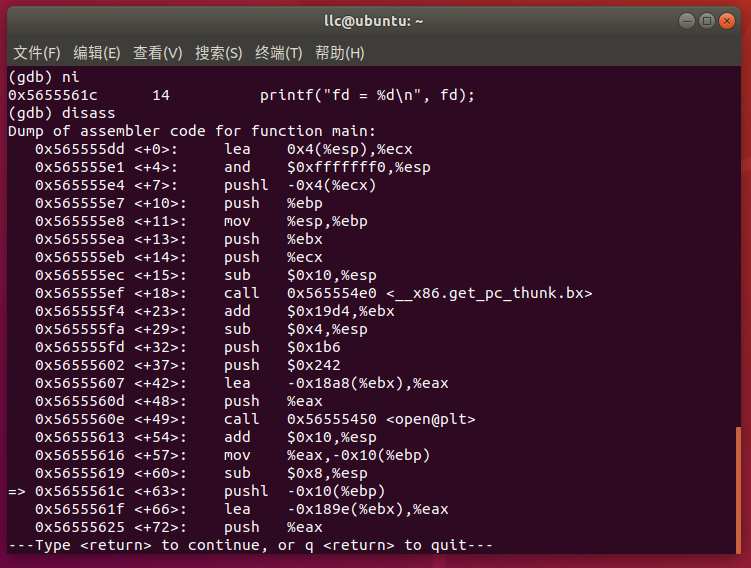 llc@ubuntu: ~
文件(F) 编辑(E) 查看(V) 搜索(S) 终端(T) 帮助(H)
(gdb) ni
0x5655561c      14          printf("fd = %d\n", fd);
(gdb) disass
Dump of assembler code for function main:
   0x565555dd <+0>:     lea    0x4(%esp),%ecx
   0x565555e1 <+4>:     and    $0xfffffff0,%esp
   0x565555e4 <+7>:     pushl  -0x4(%ecx)
   0x565555e7 <+10>:    push   %ebp
   0x565555e8 <+11>:    mov    %esp,%ebp
   0x565555ea <+13>:    push   %ebx
   0x565555eb <+14>:    push   %ecx
   0x565555ec <+15>:    sub    $0x10,%esp
   0x565555ef <+18>:    call   0x565554e0 <__x86.get_pc_thunk.bx>
   0x565555f4 <+23>:    add    $0x19d4,%ebx
   0x565555fa <+29>:    sub    $0x4,%esp
   0x565555fd <+32>:    push   $0x1b6
   0x56555602 <+37>:    push   $0x242
   0x56555607 <+42>:    lea    -0x18a8(%ebx),%eax
   0x5655560d <+48>:    push   %eax
   0x5655560e <+49>:    call   0x56555450 <open@plt>
   0x56555613 <+54>:    add    $0x10,%esp
   0x56555616 <+57>:    mov    %eax,-0x10(%ebp)
   0x56555619 <+60>:    sub    $0x8,%esp
=> 0x5655561c <+63>:    pushl  -0x10(%ebp)
   0x5655561f <+66>:    lea    -0x189e(%ebx),%eax
   0x56555625 <+72>:    push   %eax
---Type <return> to continue, or q <return> to quit---